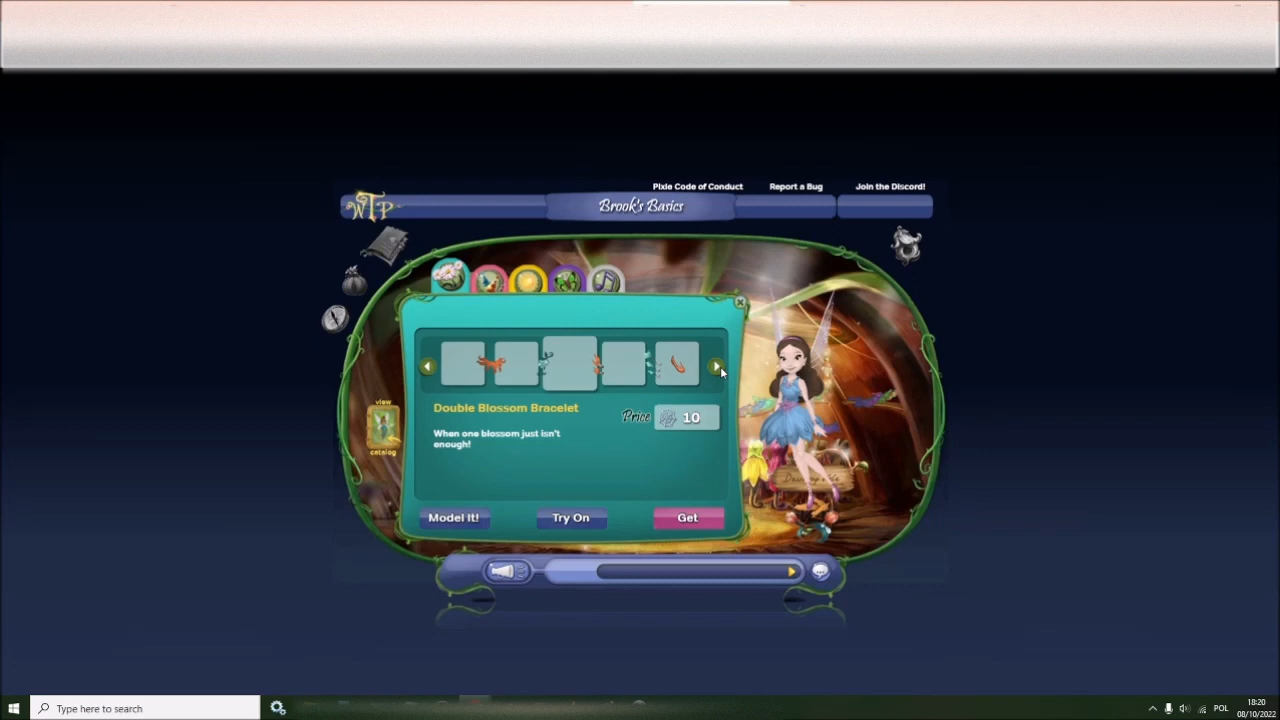 Pixie Code of Conduct
Report a Bug
Join the Discord!
WTP
Brook's Basics
view
catalog
Double Blossom Bracelet
Price
10
When one blossom just isn't
enough!
Model It!
Try On
Get
Type here to search
POL
18:20
08/10/2022